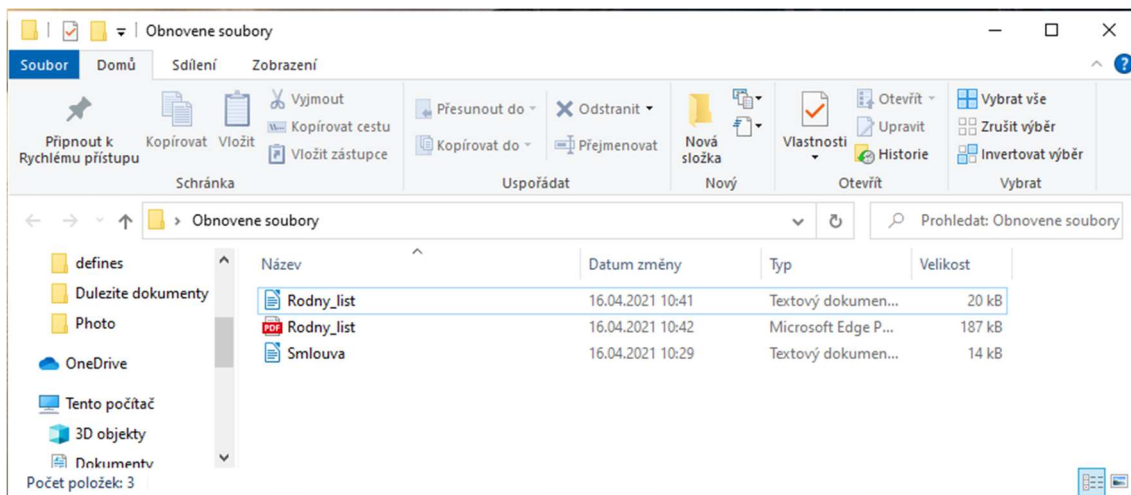 Obnovene soubory
Soubor Domů Sdílení Zobrazení
Připnout k Rychlému přístupu
Kopírovat
Vložit
Vyjmout
Kopírovat cestu
Vložit zástupce
Schránka
Přesunout do
Kopírovat do
Odstranit
Přejmenovat
Uspořádat
Nová složka
Nový
Vlastnosti
Otevřít
Upravit
Historie
Otevřít
Vybrat vše
Zrušit výběr
Invertovat výběr
Vybrat
Obnovene soubory
Prohledat: Obnovene soubory
defines
Dulezite dokumenty
Photo
OneDrive
Tento počítač
3D objekty
Dokumenty
Název Datum změny Typ Velikost
Rodny_list 16.04.2021 10:41 Textový dokumen... 20 kB
PDF Rodny_list 16.04.2021 10:42 Microsoft Edge P... 187 kB
Smlouva 16.04.2021 10:29 Textový dokumen... 14 kB
Počet položek: 3